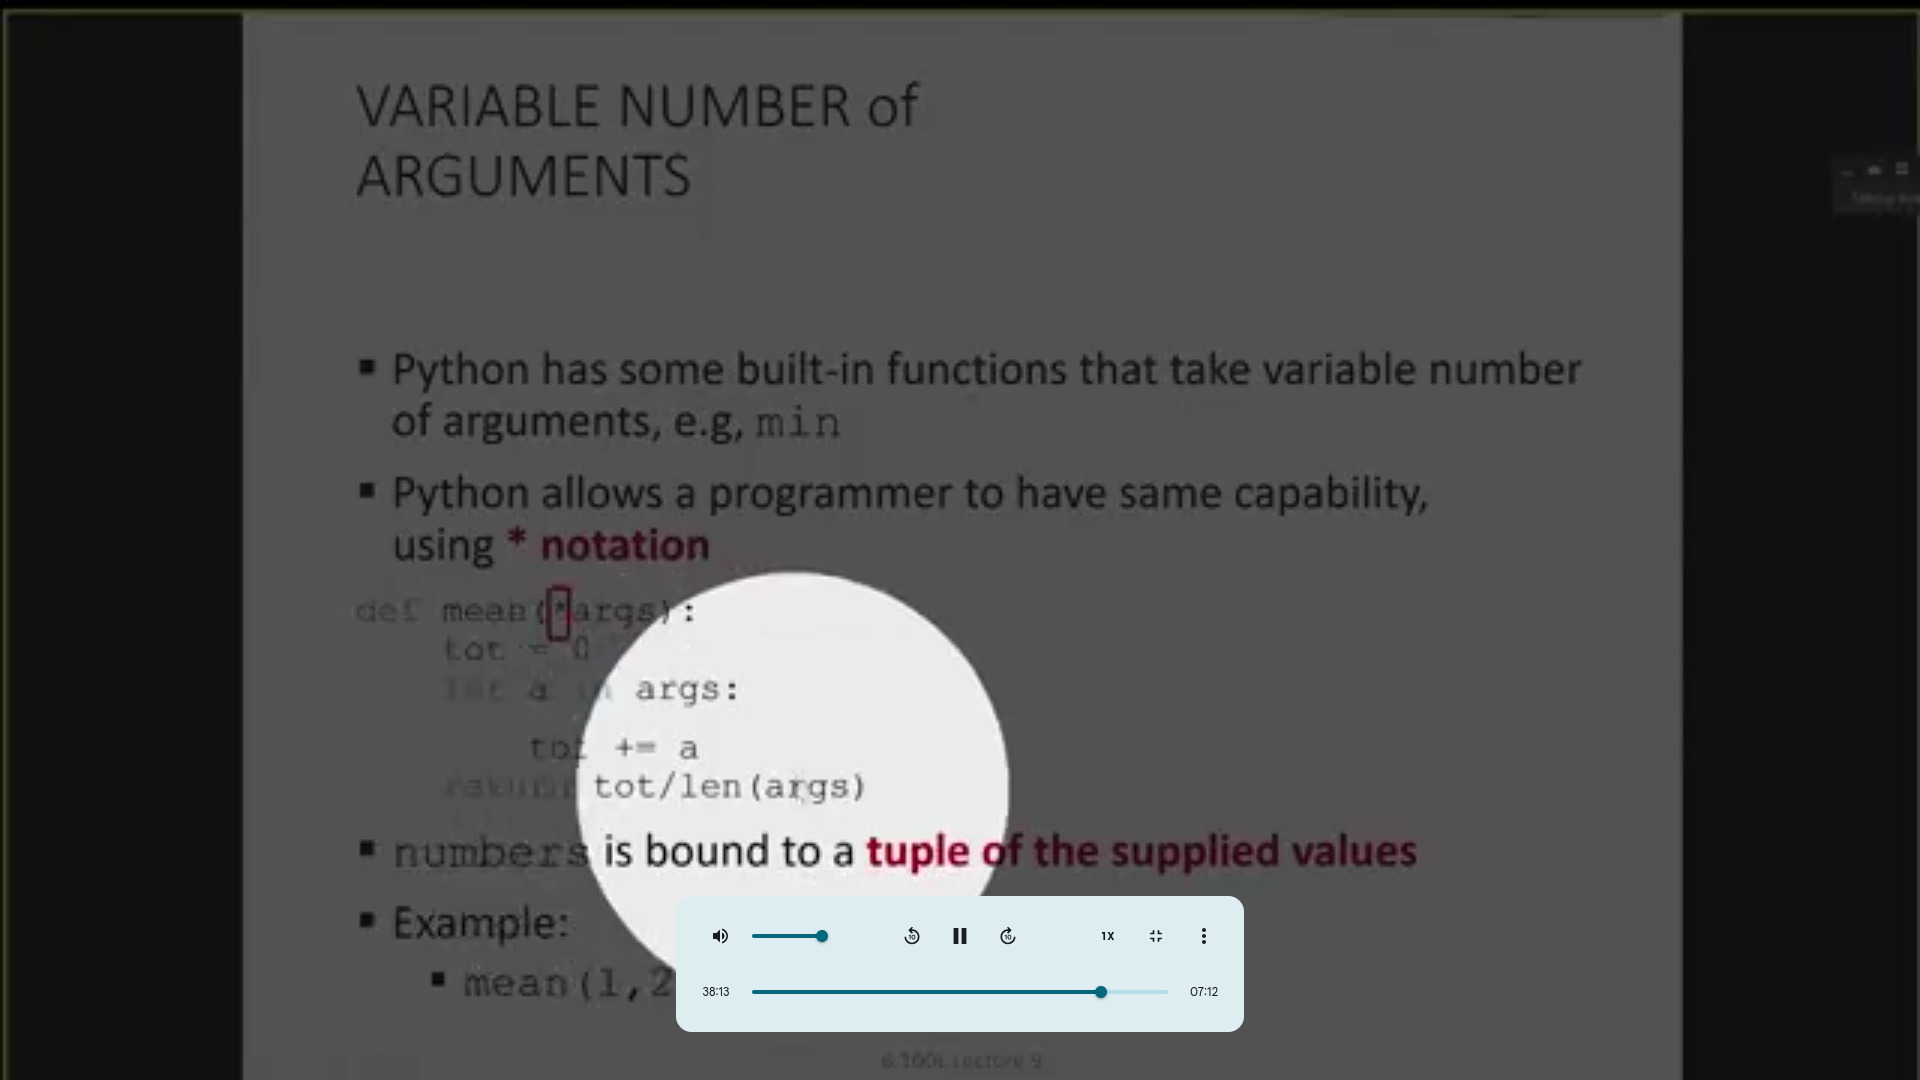 VARIABLE NUMBER of
ARGUMENTS
▪ Python has some built-in functions that take variable number
of arguments, e.g, min
▪ Python allows a programmer to have same capability,
using * notation
def mean(*args):
tot = 0
a in args:
tot += a
tot/len(args)
▪ numbers is bound to a tuple of the supplied values
▪ Example:
▪ mean(1,2
1X
38:13
07:12
6.100L Lecture 9